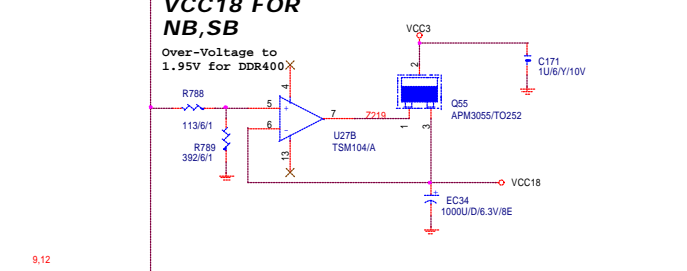 VCC18 FOR
NB,SB
Over-Voltage to
1.95V for DDR400
VCC3
2
C171
1U/6/Y/10V
R788
113/6/1
R789
392/6/1
4
5
+
6
-
7
13
Z219
U27B
TSM104/A
1
3
Q55
APM3055/TO252
VCC18
+
EC34
1000U/D/6.3V/8E
9,12